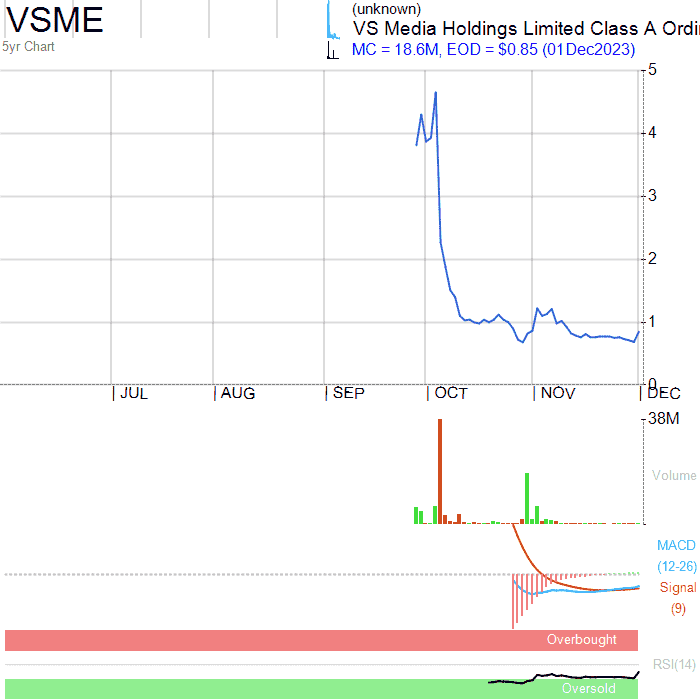 VSME
(unknown)
5yr Chart
VS Media Holdings Limited Class A Ordi
MC = 18.6M, EOD = $0.85 (01Dec2023)
5
4
3
2
1
0
JUL
AUG
SEP
OCT
NOV
DEC
38M
Volume
MACD
(12-26)
Signal
(9)
Overbought
RSI(14)
Oversold